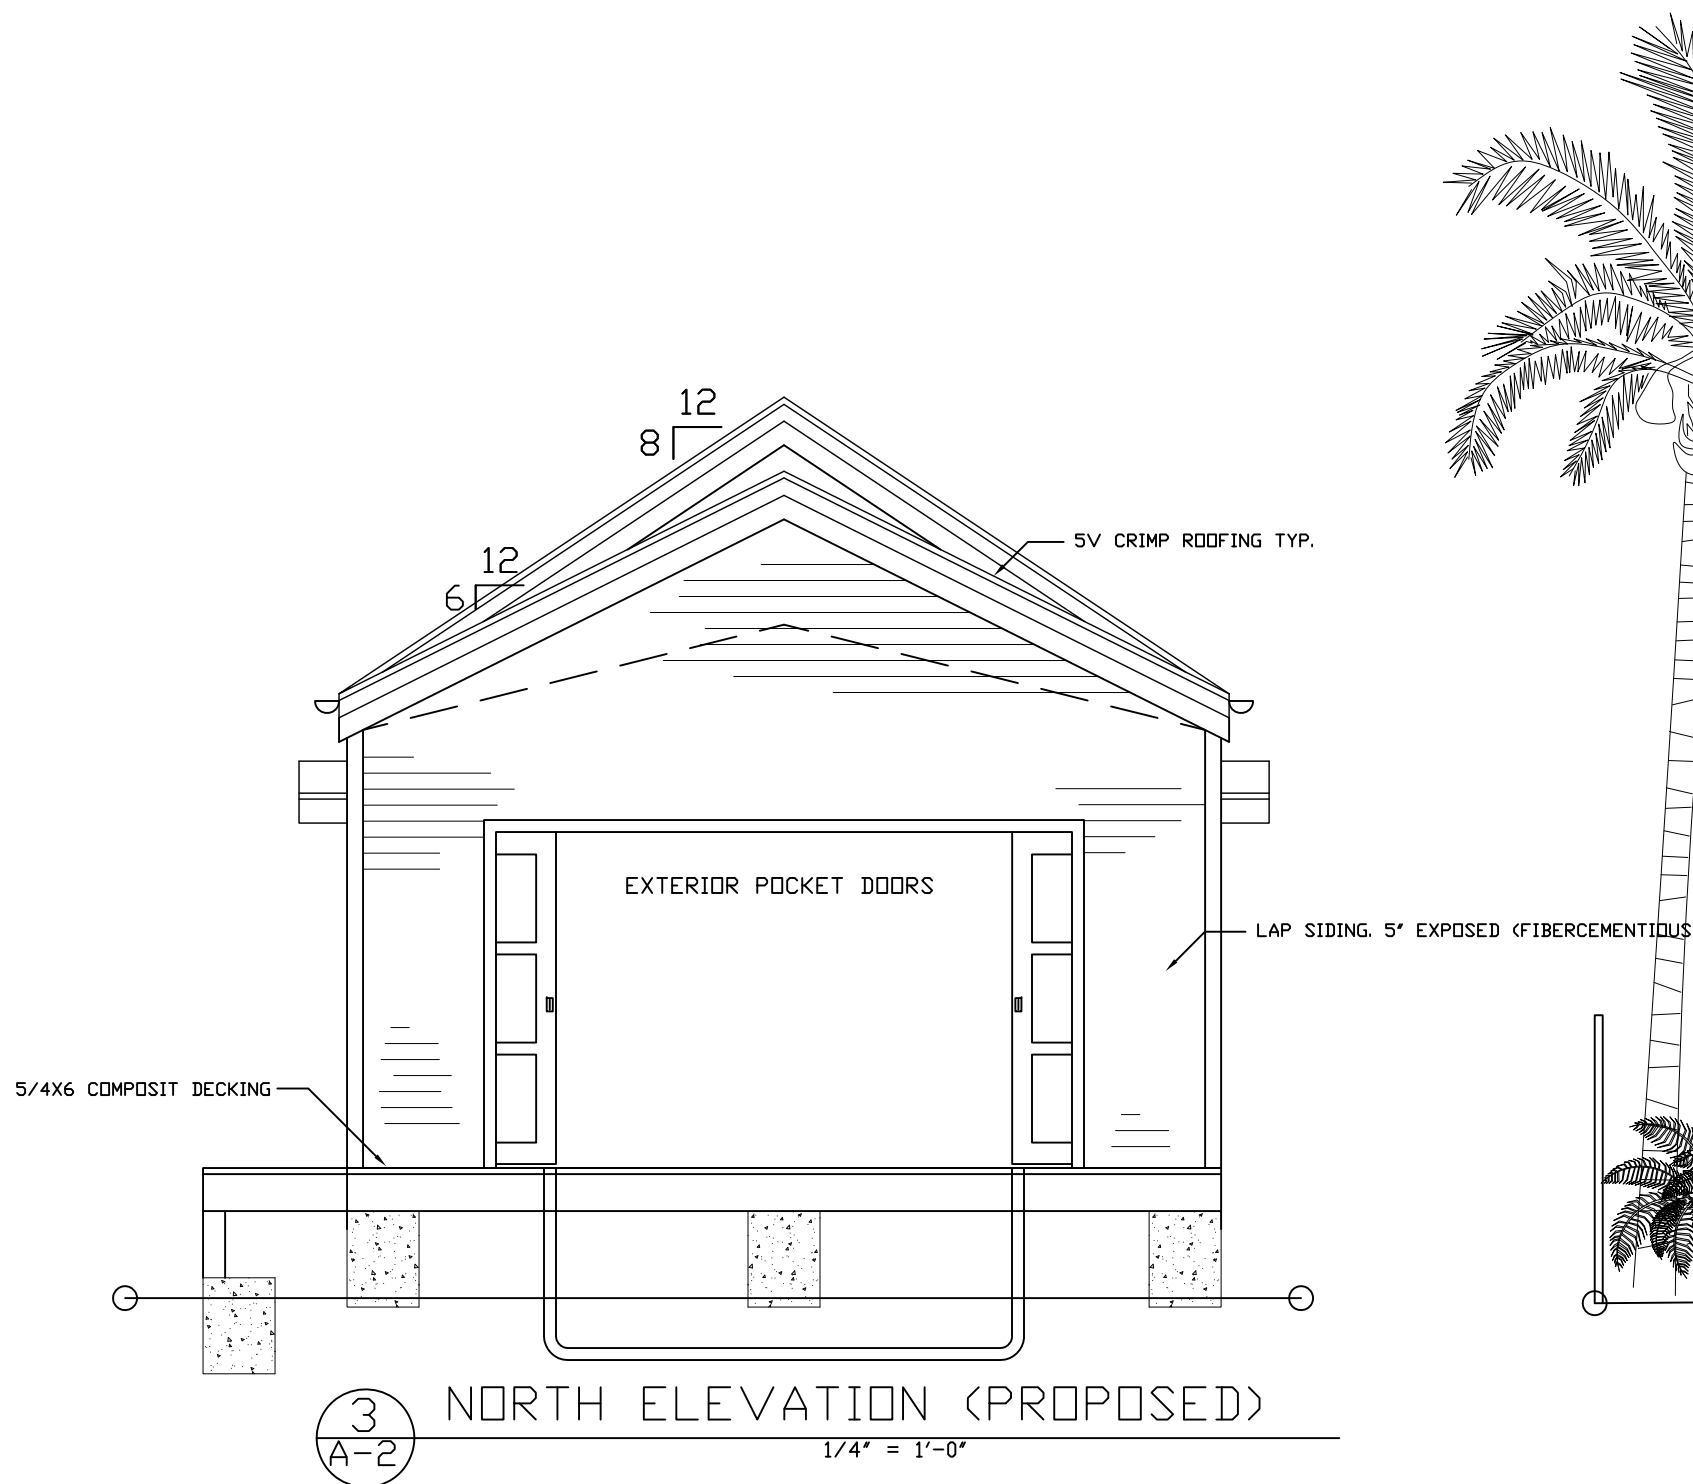 12
8
5V CRIMP ROOFING TYP.
12
6
EXTERIOR POCKET DOORS
LAP SIDING. 5" EXPOSED (FIBERCEMENTIOUS
5/4X6 COMPOSIT DECKING
3
A-2
NORTH ELEVATION (PROPOSED)
1/4" = 1'-0"